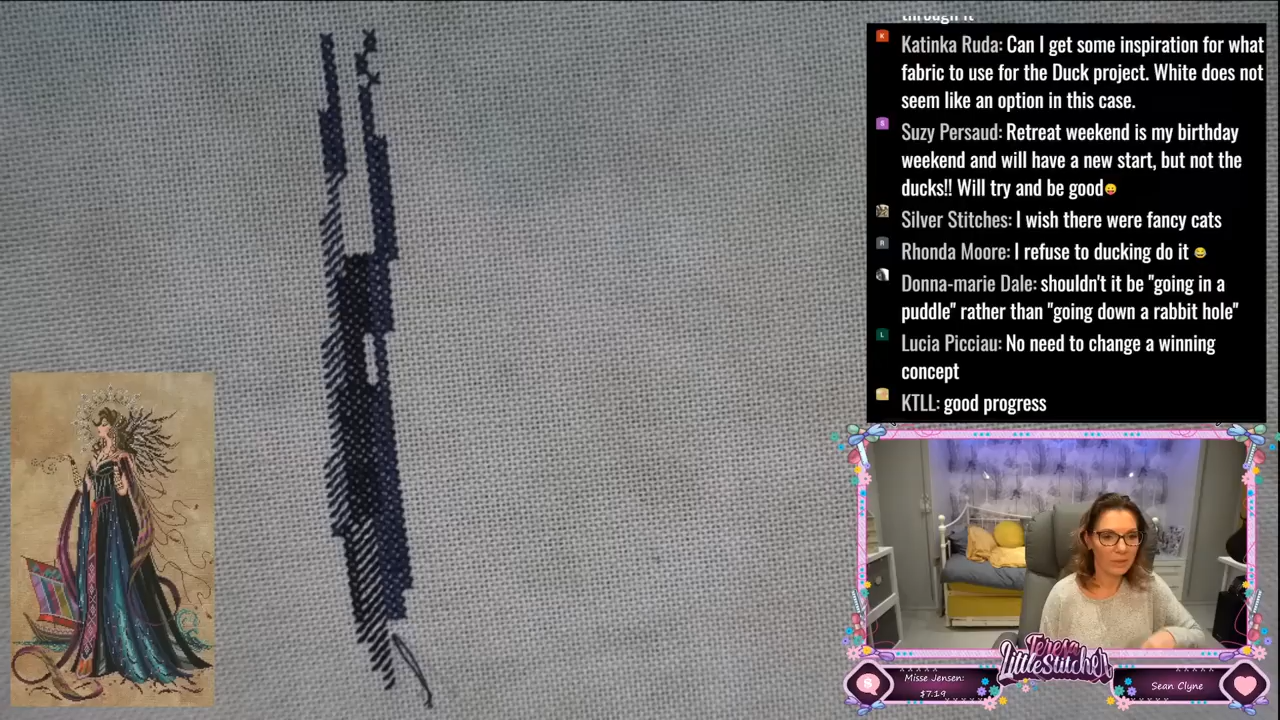 through it
Katinka Ruda: Can I get some inspiration for what
fabric to use for the Duck project. White does not
seem like an option in this case.
Suzy Persaud: Retreat weekend is my birthday
weekend and will have a new start, but not the
ducks!! Will try and be good😛
Silver Stitches: I wish there were fancy cats
Rhonda Moore: I refuse to ducking do it 😂
Donna-marie Dale: shouldn't it be "going in a
puddle" rather than "going down a rabbit hole"
Lucia Picciau: No need to change a winning
concept
KTLL: good progress
Teresa
LittleStitcher
Misse Jensen:
$7.19
Sean Clyne